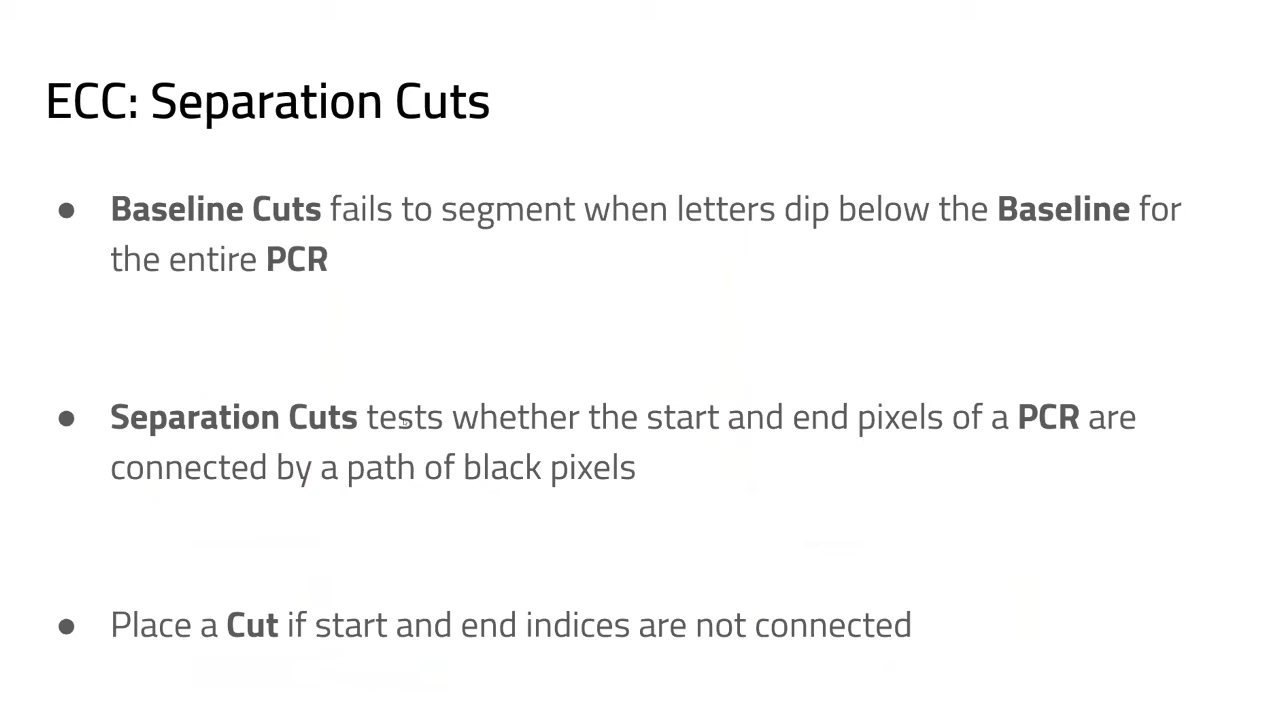 ECC: Separation Cuts
● Baseline Cuts fails to segment when letters dip below the Baseline for
the entire PCR
● Separation Cuts tests whether the start and end pixels of a PCR are
connected by a path of black pixels
● Place a Cut if start and end indices are not connected